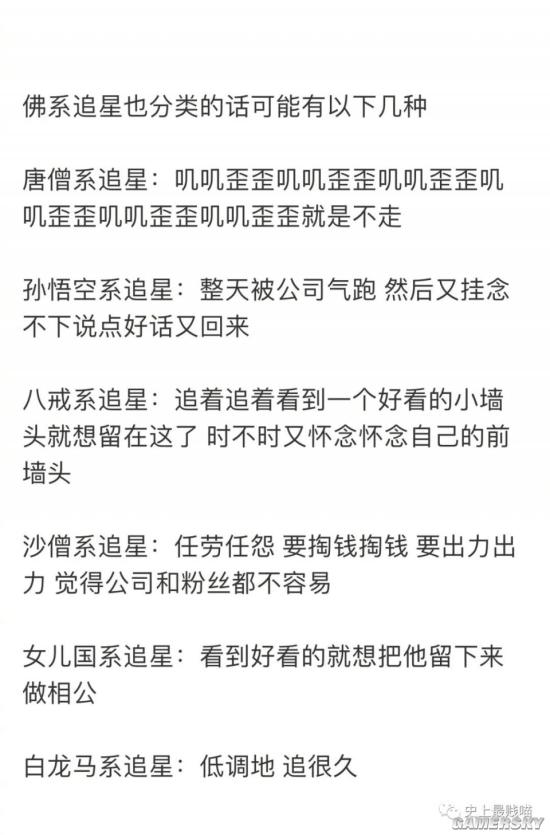 佛系追星也分类的话可能有以下几种
唐僧系追星：叽叽歪歪叽叽歪歪叽叽歪歪叽
叽歪歪叽叽歪歪叽叽歪歪就是不走
孙悟空系追星：整天被公司气跑 然后又挂念
不下说点好话又回来
八戒系追星：追着追着看到一个好看的小墙
头就想留在这了 时不时又怀念怀念自己的前
墙头
沙僧系追星：任劳任怨 要掏钱掏钱 要出力出
力 觉得公司和粉丝都不容易
女儿国系追星：看到好看的就想把他留下来
做相公
白龙马系追星：低调地 追很久
史上最贱喵
GAMERSKY